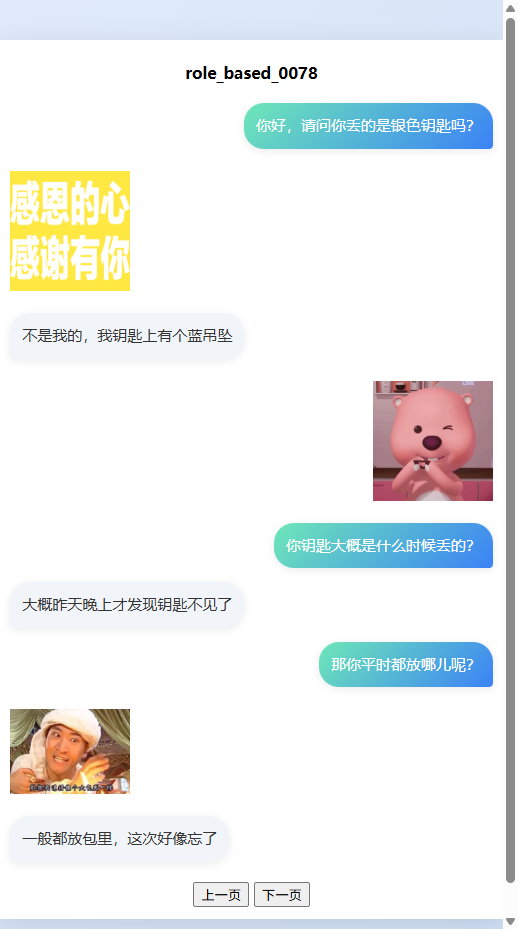 role_based_0078
你好，请问你丢的是银色钥匙吗？
感恩的心
感谢有你
不是我的，我钥匙上有个蓝吊坠
你钥匙大概是什么时候丢的？
大概昨天晚上才发现钥匙不见了
那你平时都放哪儿呢？
一般都放包里，这次好像忘了
上一页
下一页